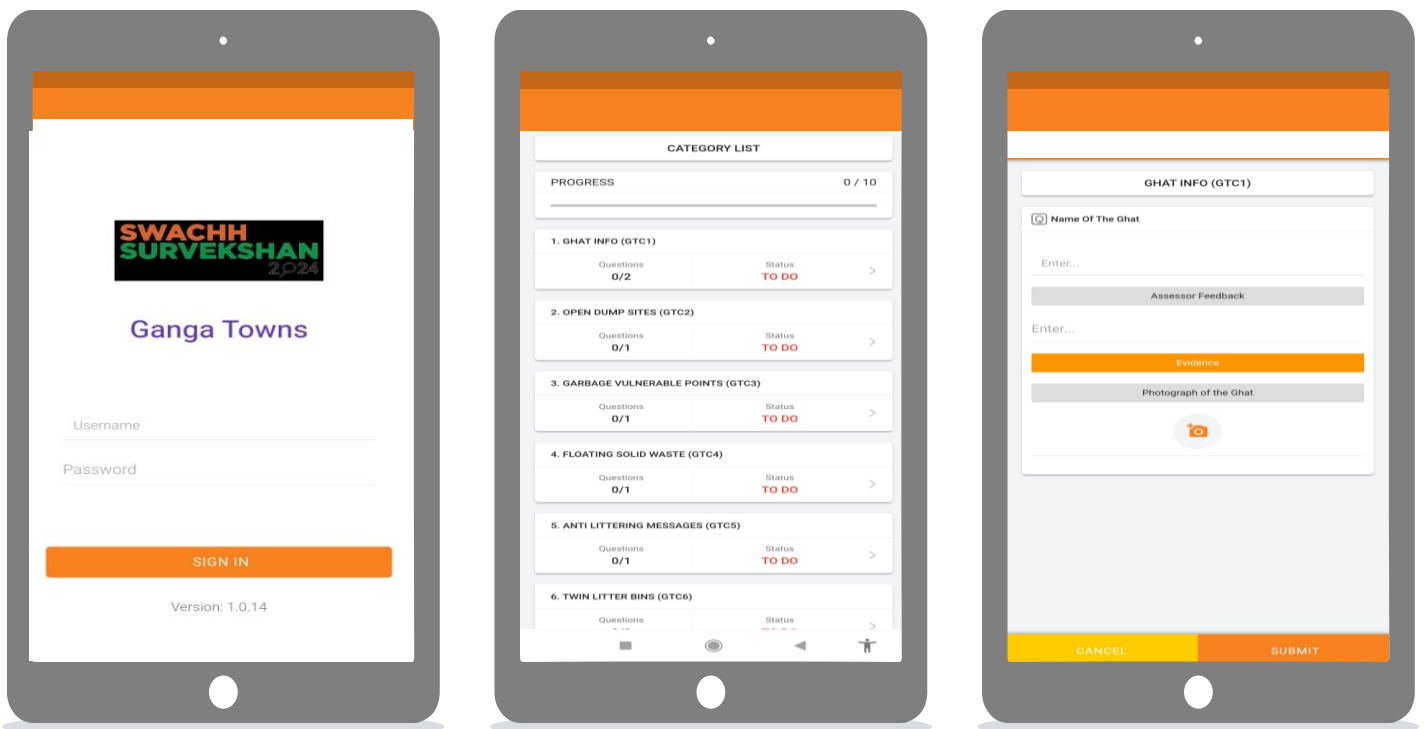 SWACHH
SURVEKSHAN
2024
Ganga Towns
Username
Password
SIGN IN
Version: 1.0.14
CATEGORY LIST
PROGRESS 0 / 10
1. GHAT INFO (GTC1)
Questions Status
0/2 TO DO
2. OPEN DUMP SITES (GTC2)
Questions Status
0/1 TO DO
3. GARBAGE VULNERABLE POINTS (GTC3)
Questions Status
0/1 TO DO
4. FLOATING SOLID WASTE (GTC4)
Questions Status
0/1 TO DO
5. ANTI LITTERING MESSAGES (GTC5)
Questions Status
0/1 TO DO
6. TWIN LITTER BINS (GTC6)
Questions Status
GHAT INFO (GTC1)
Q Name Of The Ghat
Enter...
Assessor Feedback
Enter...
Evidence
Photograph of the Ghat
CANCEL SUBMIT